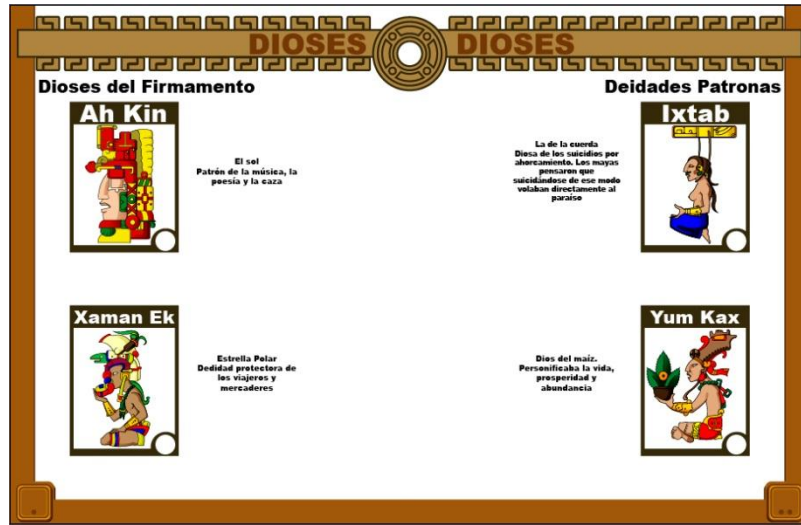 DIOSES DIOSES
Dioses del Firmamento
Ah Kin
El sol
Patrón de la música, la
poesía y la caza
Xaman Ek
Estrella Polar
Dedidad protectora de
los viajeros y
mercaderes
Deidades Patronas
Ixtab
La de la cuerda
Diosa de los suicidios por
ahorcamiento. Los mayas
pensaron que
suicidándose de ese modo
volaban directamente al
paraíso
Yum Kax
Dios del maíz.
Personificaba la vida,
prosperidad y
abundancia